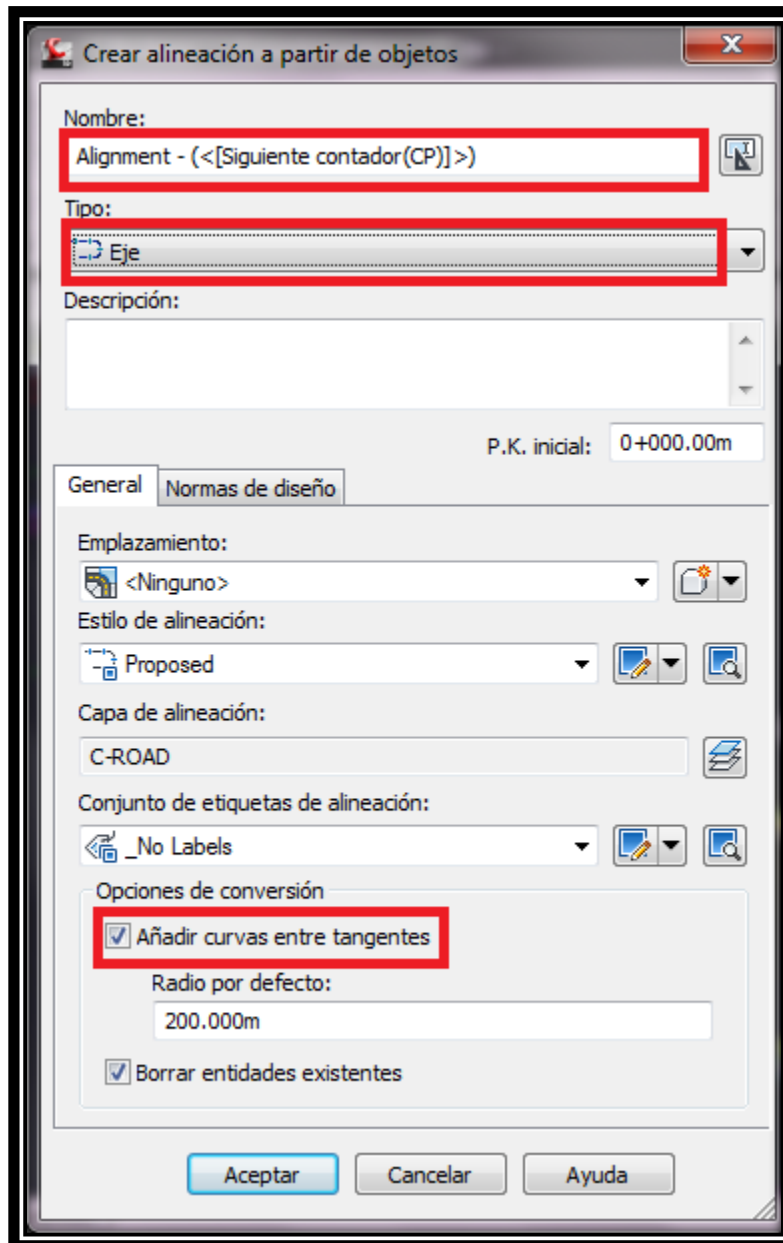 Crear alineación a partir de objetos
Nombre:
Alignment - (<[Siguiente contador(CP)]>)
Tipo:
Eje
Descripción:
P.K. inicial: 0+000.00m
General Normas de diseño
Emplazamiento:
<Ninguno>
Estilo de alineación:
Proposed
Capa de alineación:
C-ROAD
Conjunto de etiquetas de alineación:
_No Labels
Opciones de conversión
Añadir curvas entre tangentes
Radio por defecto:
200.000m
Borrar entidades existentes
Aceptar Cancelar Ayuda